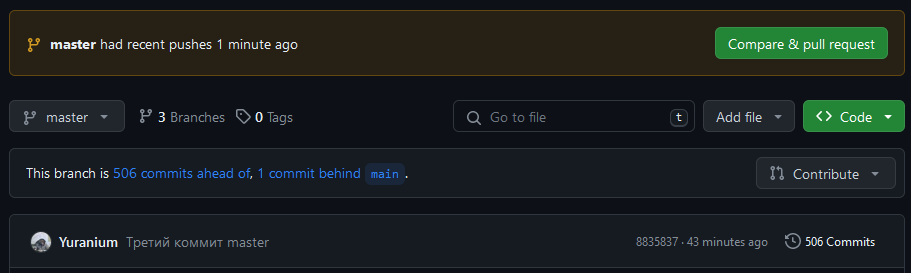 master had recent pushes 1 minute ago
Compare & pull request
master
3 Branches
0 Tags
Go to file
t
Add file
Code
This branch is 506 commits ahead of, 1 commit behind main.
Contribute
Yuranium Третий коммит master
8835837 · 43 minutes ago
506 Commits